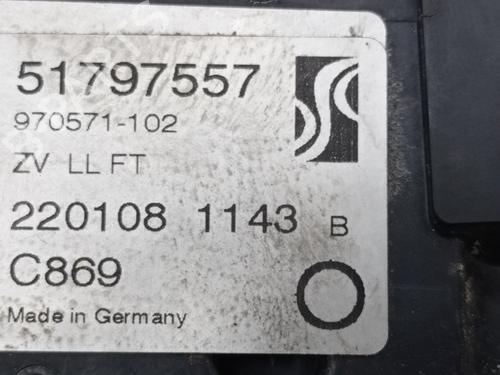 51797557
970571-102
ZV LL FT
220108 1143 B
C869
Made in Germany